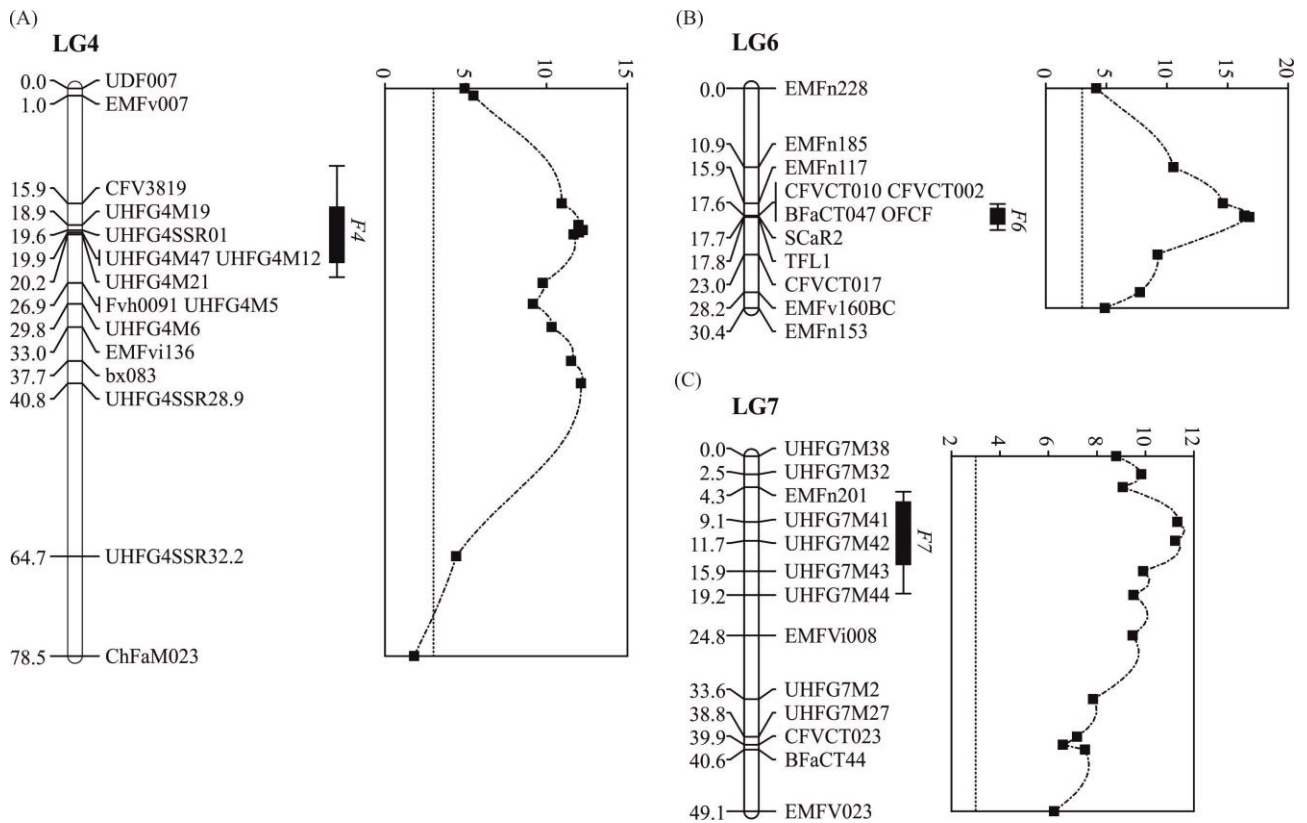 (A)
LG4
0 5 10 15
0.0 UDF007
1.0 EMFv007
15.9 CFV3819
18.9 UHFG4M19
19.6 UHFG4SSR01
19.9 UHFG4M47 UHFG4M12
20.2 UHFG4M21
26.9 Fvh0091 UHFG4M5
29.8 UHFG4M6
33.0 EMFvi136
37.7 bx083
40.8 UHFG4SSR28.9
64.7 UHFG4SSR32.2
78.5 ChFaM023
F4
(B)
LG6
0 5 10 15 20
0.0 EMFn228
10.9 EMFn185
15.9 EMFn117
CFVCT010 CFVCT002
17.6 BFaCT047 OFCF
17.7 SCaR2
17.8 TFL1
23.0 CFVCT017
28.2 EMFv160BC
30.4 EMFn153
F6
(C)
LG7
2 4 6 8 10 12
0.0 UHFG7M38
2.5 UHFG7M32
4.3 EMFn201
9.1 UHFG7M41
11.7 UHFG7M42
15.9 UHFG7M43
19.2 UHFG7M44
24.8 EMFVi008
33.6 UHFG7M2
38.8 UHFG7M27
39.9 CFVCT023
40.6 BFaCT44
49.1 EMFV023
F7